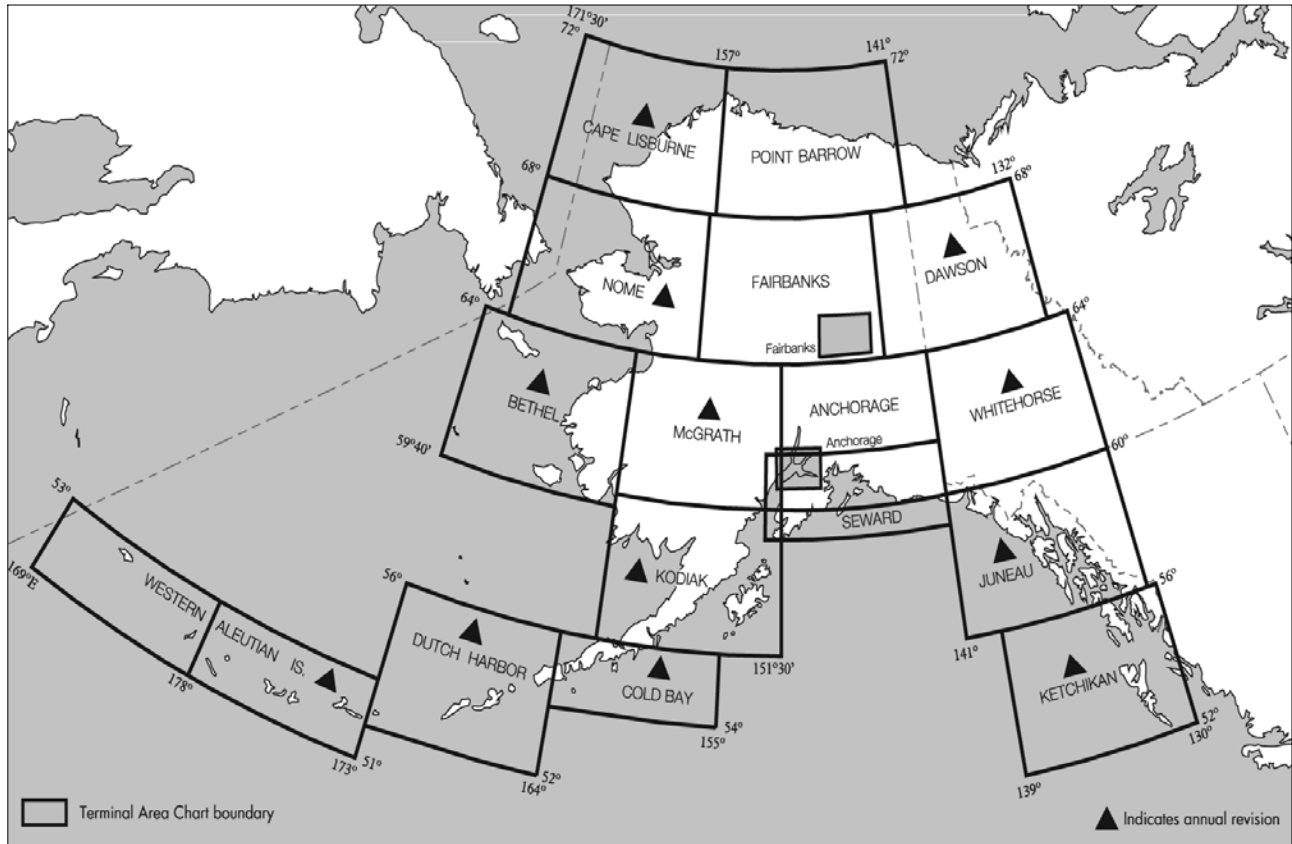 171°30'
72°
157°
141°
72°
CAPE LISBURNE
POINT BARROW
68°
132°
68°
NOME
FAIRBANKS
DAWSON
64°
64°
Fairbanks
BETHEL
McGRATH
ANCHORAGE
WHITEHORSE
Anchorage
59°40'
60°
53°
SEWARD
169°E
WESTERN
ALEUTIAN IS.
56°
KODIAK
JUNEAU
56°
DUTCH HARBOR
141°
151°30'
178°
COLD BAY
KETCHIKAN
54°
155°
52°
130°
173°
51°
52°
164°
139°
Terminal Area Chart boundary
Indicates annual revision